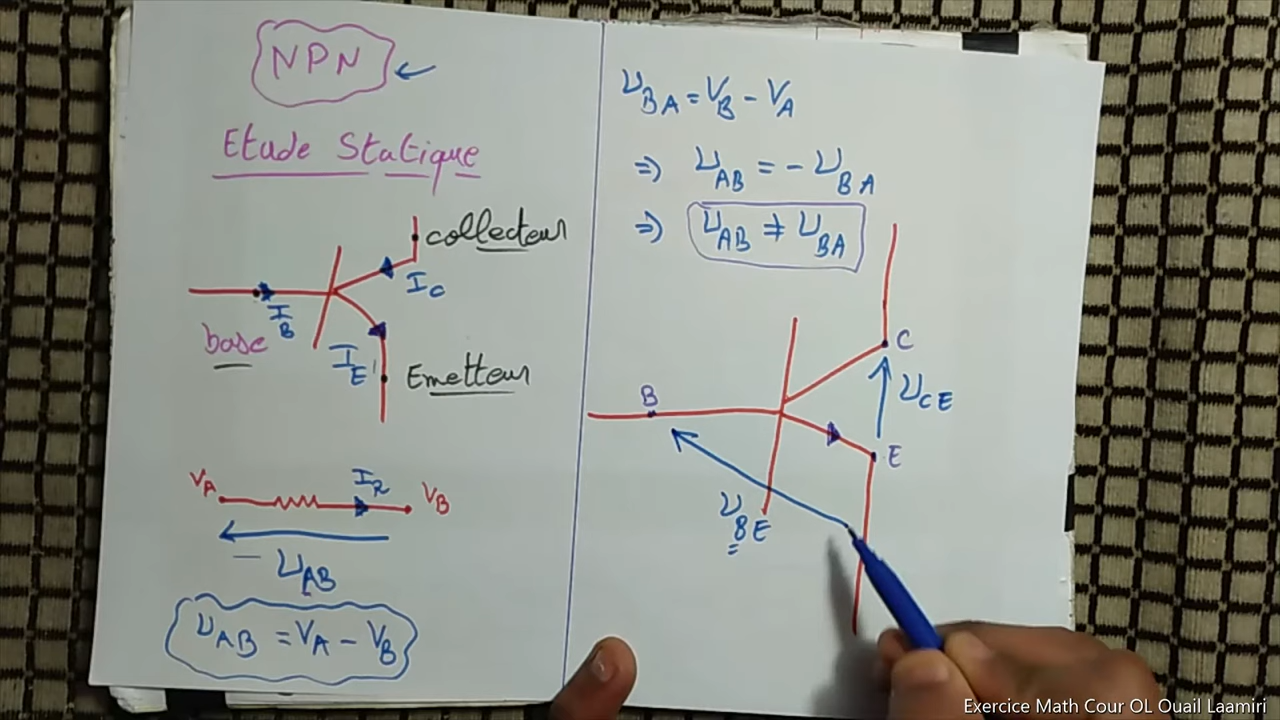 NPN
Etude Statique
collecteur
I_C
I_B
base
I_E
Emetteur
V_A I_R V_B
U_AB
U_AB = V_A - V_B
U_BA = V_B - V_A
⇒ U_AB = - U_BA
⇒ U_AB ≠ U_BA
C
B
U_CE
E
U_BE
Exercice Math Cour OL Ouail Laamiri